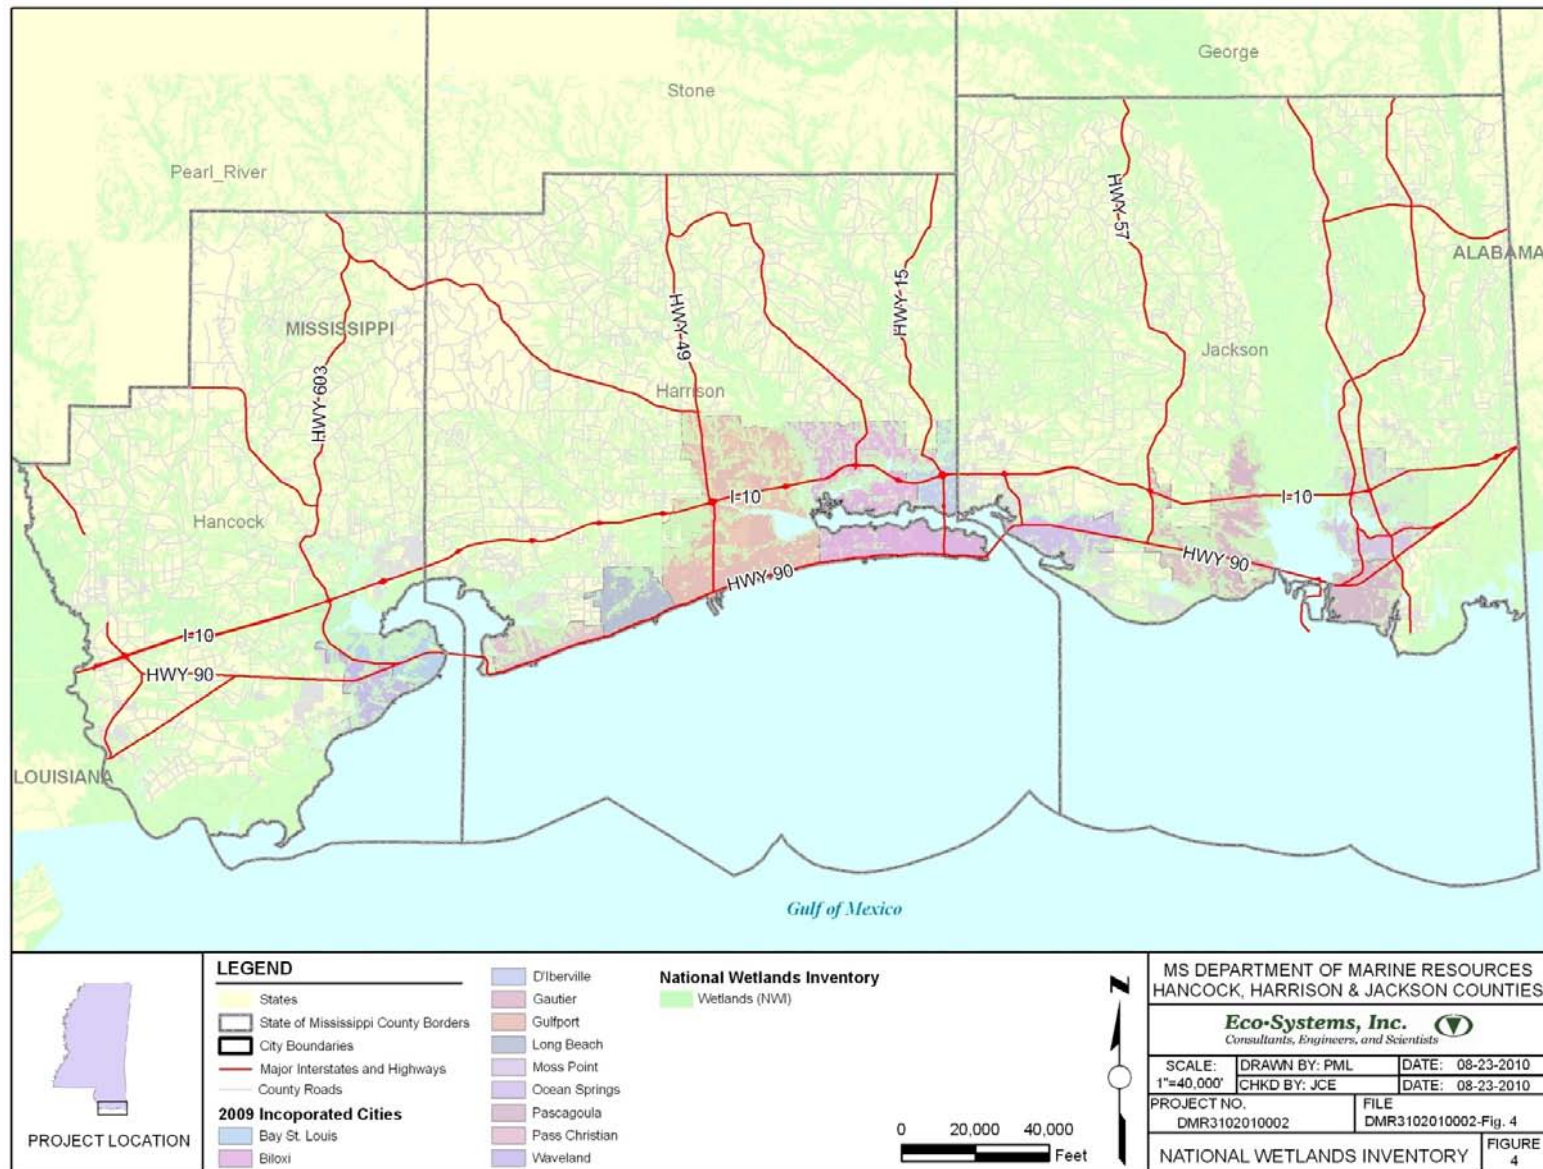 George
Stone
Pearl_River
HWY-57
ALABAMA
HWY-15
HWY-49
MISSISSIPPI
Jackson
HWY-603
Harrison
I-10
I-10
Hancock
HWY 90
HWY 90
I-10
HWY-90
LOUISIANA
Gulf of Mexico
PROJECT LOCATION
LEGEND
States
State of Mississippi County Borders
City Boundaries
Major Interstates and Highways
County Roads
2009 Incoporated Cities
Bay St. Louis
Biloxi
D'Iberville
Gautier
Gulfport
Long Beach
Moss Point
Ocean Springs
Pascagoula
Pass Christian
Waveland
National Wetlands Inventory
Wetlands (NWI)
N
0 20,000 40,000
Feet
MS DEPARTMENT OF MARINE RESOURCES
HANCOCK, HARRISON & JACKSON COUNTIES
Eco-Systems, Inc.
Consultants, Engineers, and Scientists
SCALE:
1"=40,000'
DRAWN BY: PML
DATE: 08-23-2010
CHKD BY: JCE
DATE: 08-23-2010
PROJECT NO.
DMR3102010002
FILE
DMR3102010002-Fig. 4
NATIONAL WETLANDS INVENTORY
FIGURE
4